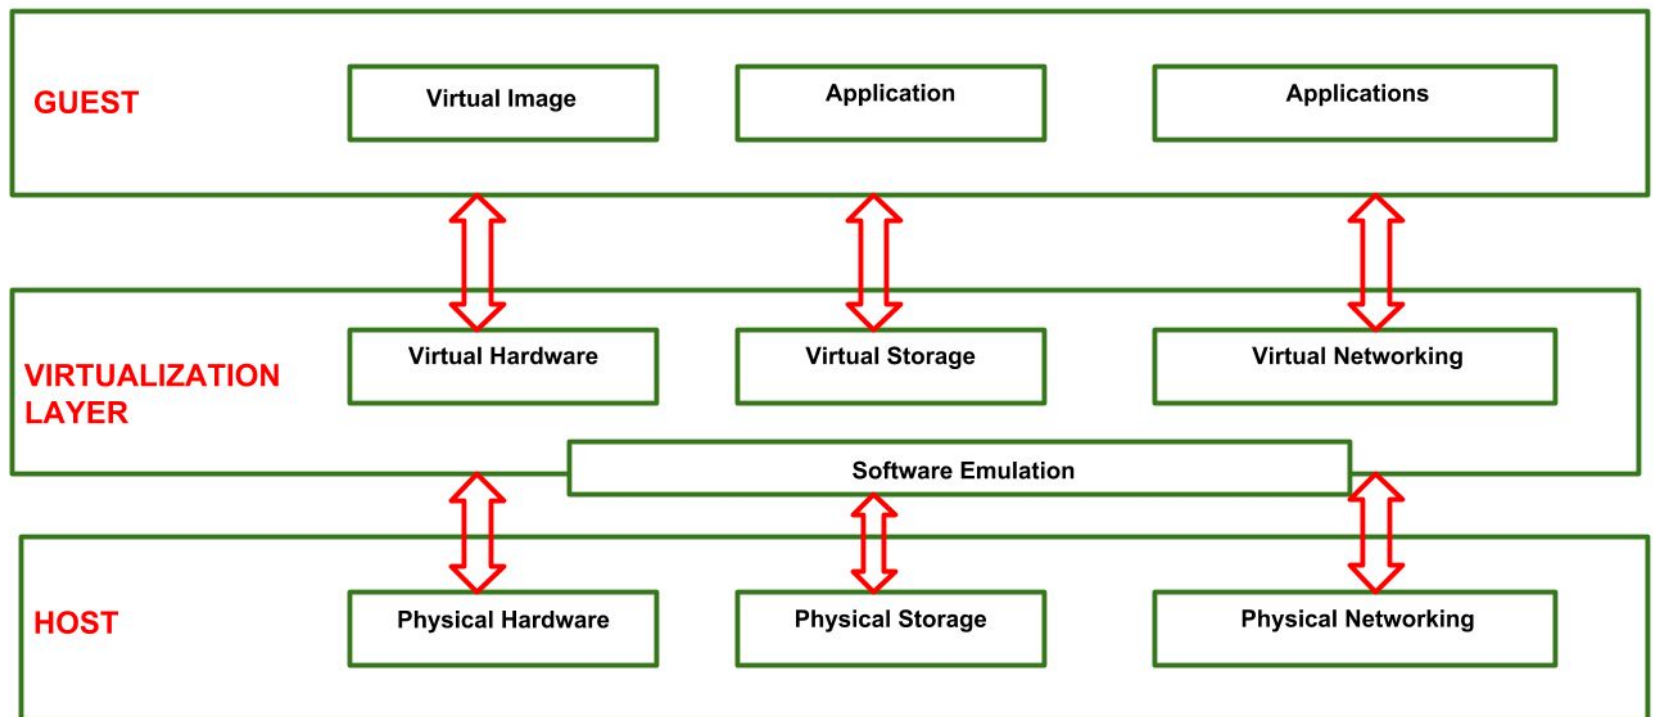 GUEST
Virtual Image
Application
Applications
VIRTUALIZATION
LAYER
Virtual Hardware
Virtual Storage
Virtual Networking
Software Emulation
HOST
Physical Hardware
Physical Storage
Physical Networking